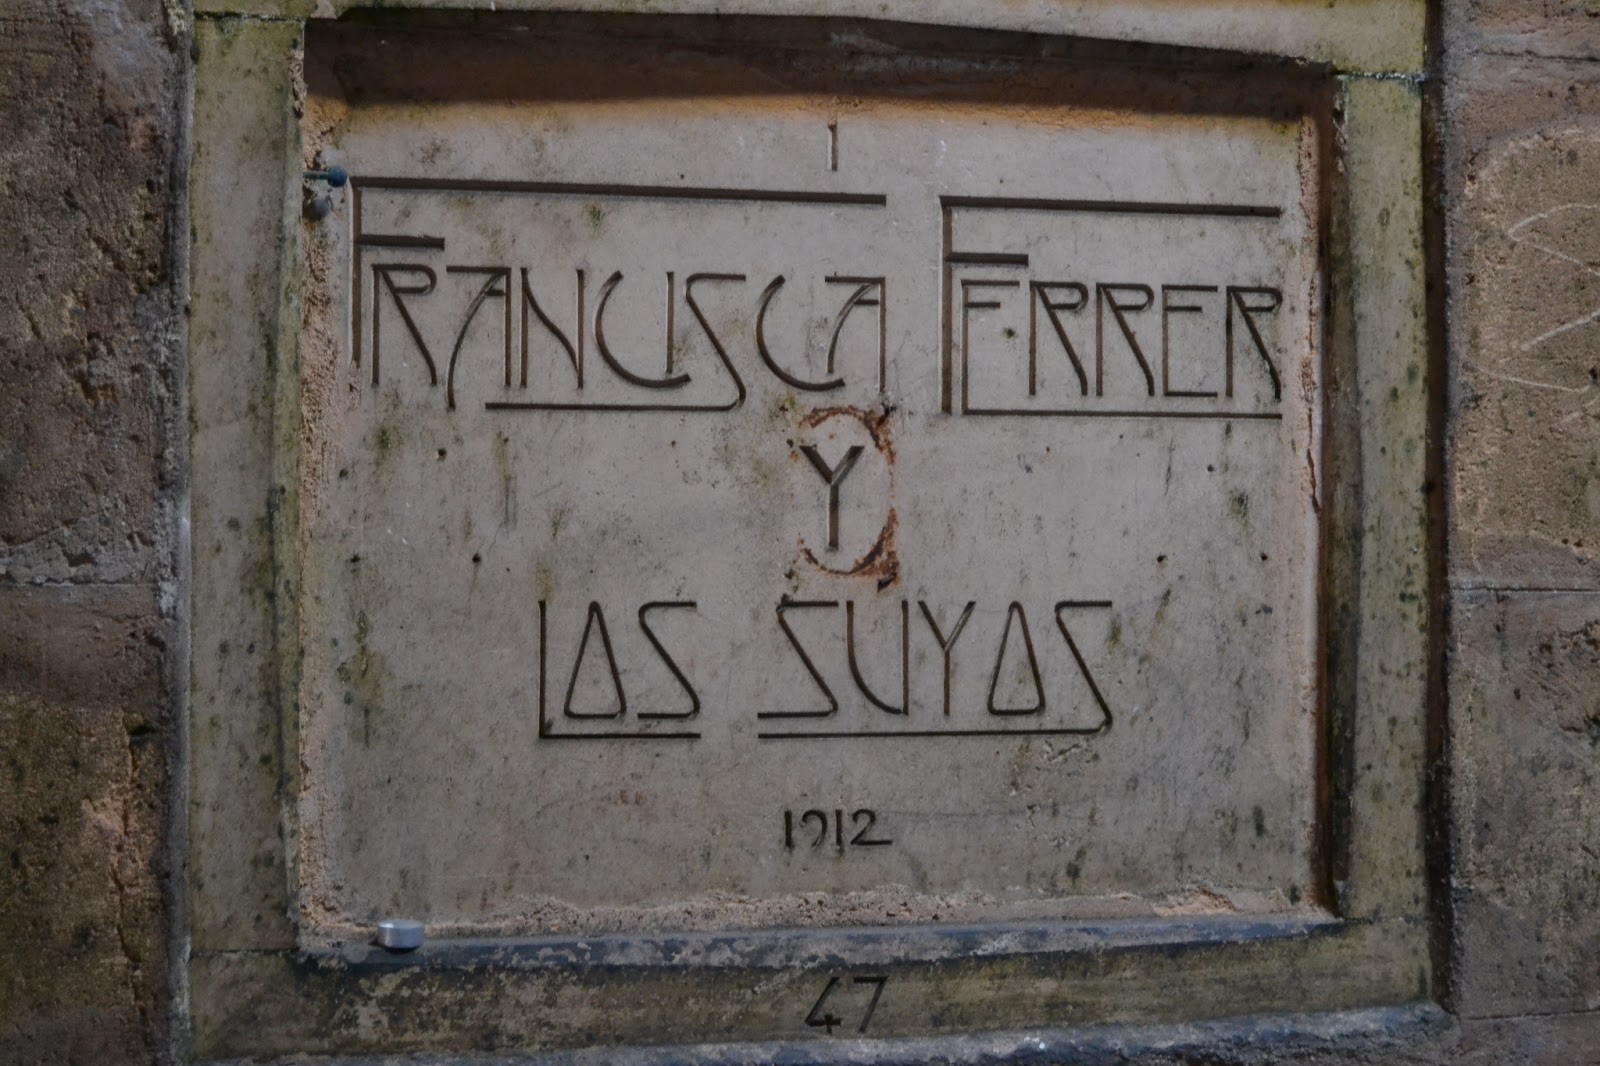 FRANCISCA FERRER
Y
LOS SUYOS
1912
47